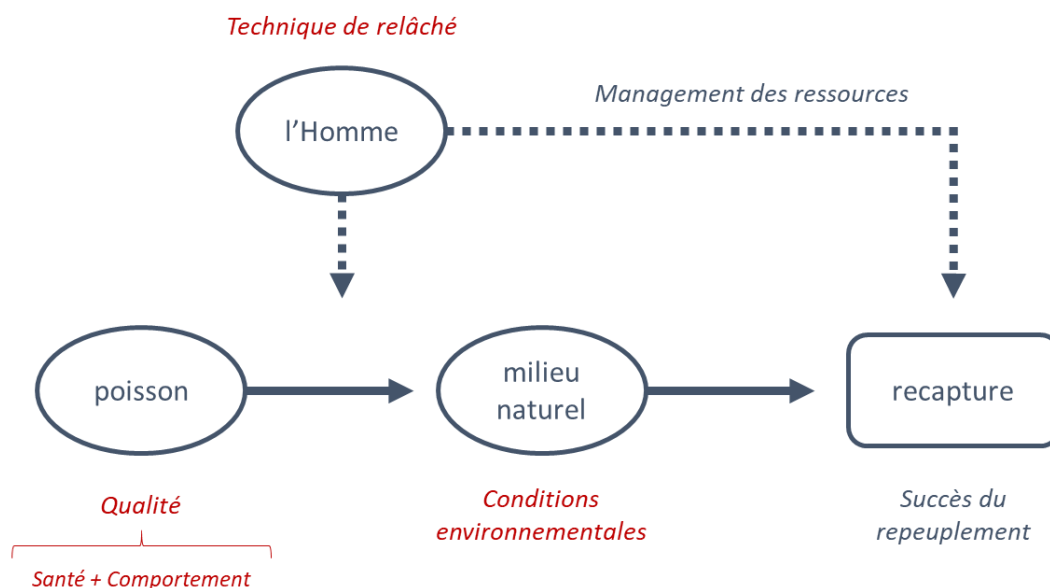 Technique de relâché
l'Homme
Management des ressources
poisson
milieu
naturel
recapture
Qualité
Conditions
environnementales
Succès du
repeuplement
Santé + Comportement